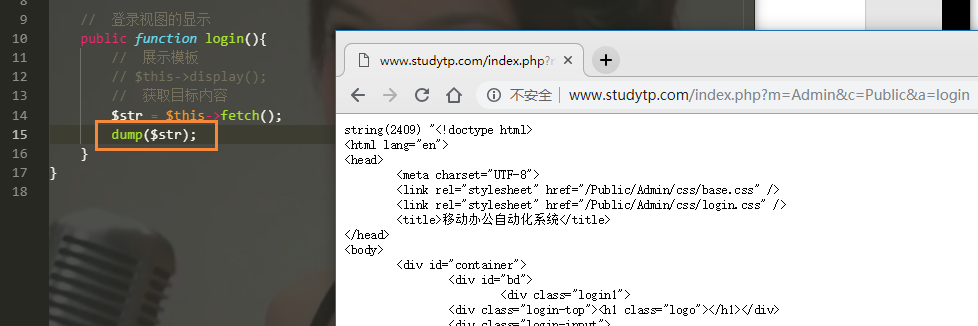 8
9 // 登录视图的显示
10 public function login(){
11 // 展示模板
12 // $this->display();
13 // 获取目标内容
14 $str = $this->fetch();
15 dump($str);
16 }
17 }
18
www.studytp.com/index.php?m
不安全 | www.studytp.com/index.php?m=Admin&c=Public&a=login
string(2409) "<!doctype html>
<html lang="en">
<head>
<meta charset="UTF-8">
<link rel="stylesheet" href="/Public/Admin/css/base.css" />
<link rel="stylesheet" href="/Public/Admin/css/login.css" />
<title>移动办公自动化系统</title>
</head>
<body>
<div id="container">
<div id="bd">
<div class="login1">
<div class="login-top"><h1 class="logo"></h1></div>
<div class="login-input">